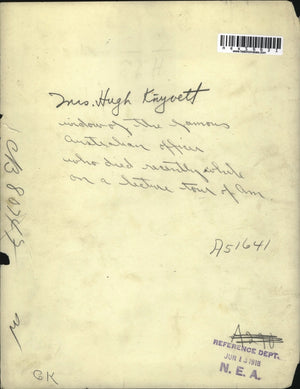 Mrs. Hugh Knyvett
widow of the famous
Australian officer
who died recently while
on a lecture tour of Am.
A51641
REFERENCE DEPT.
JUN 13 1918
N. E. A.
OK